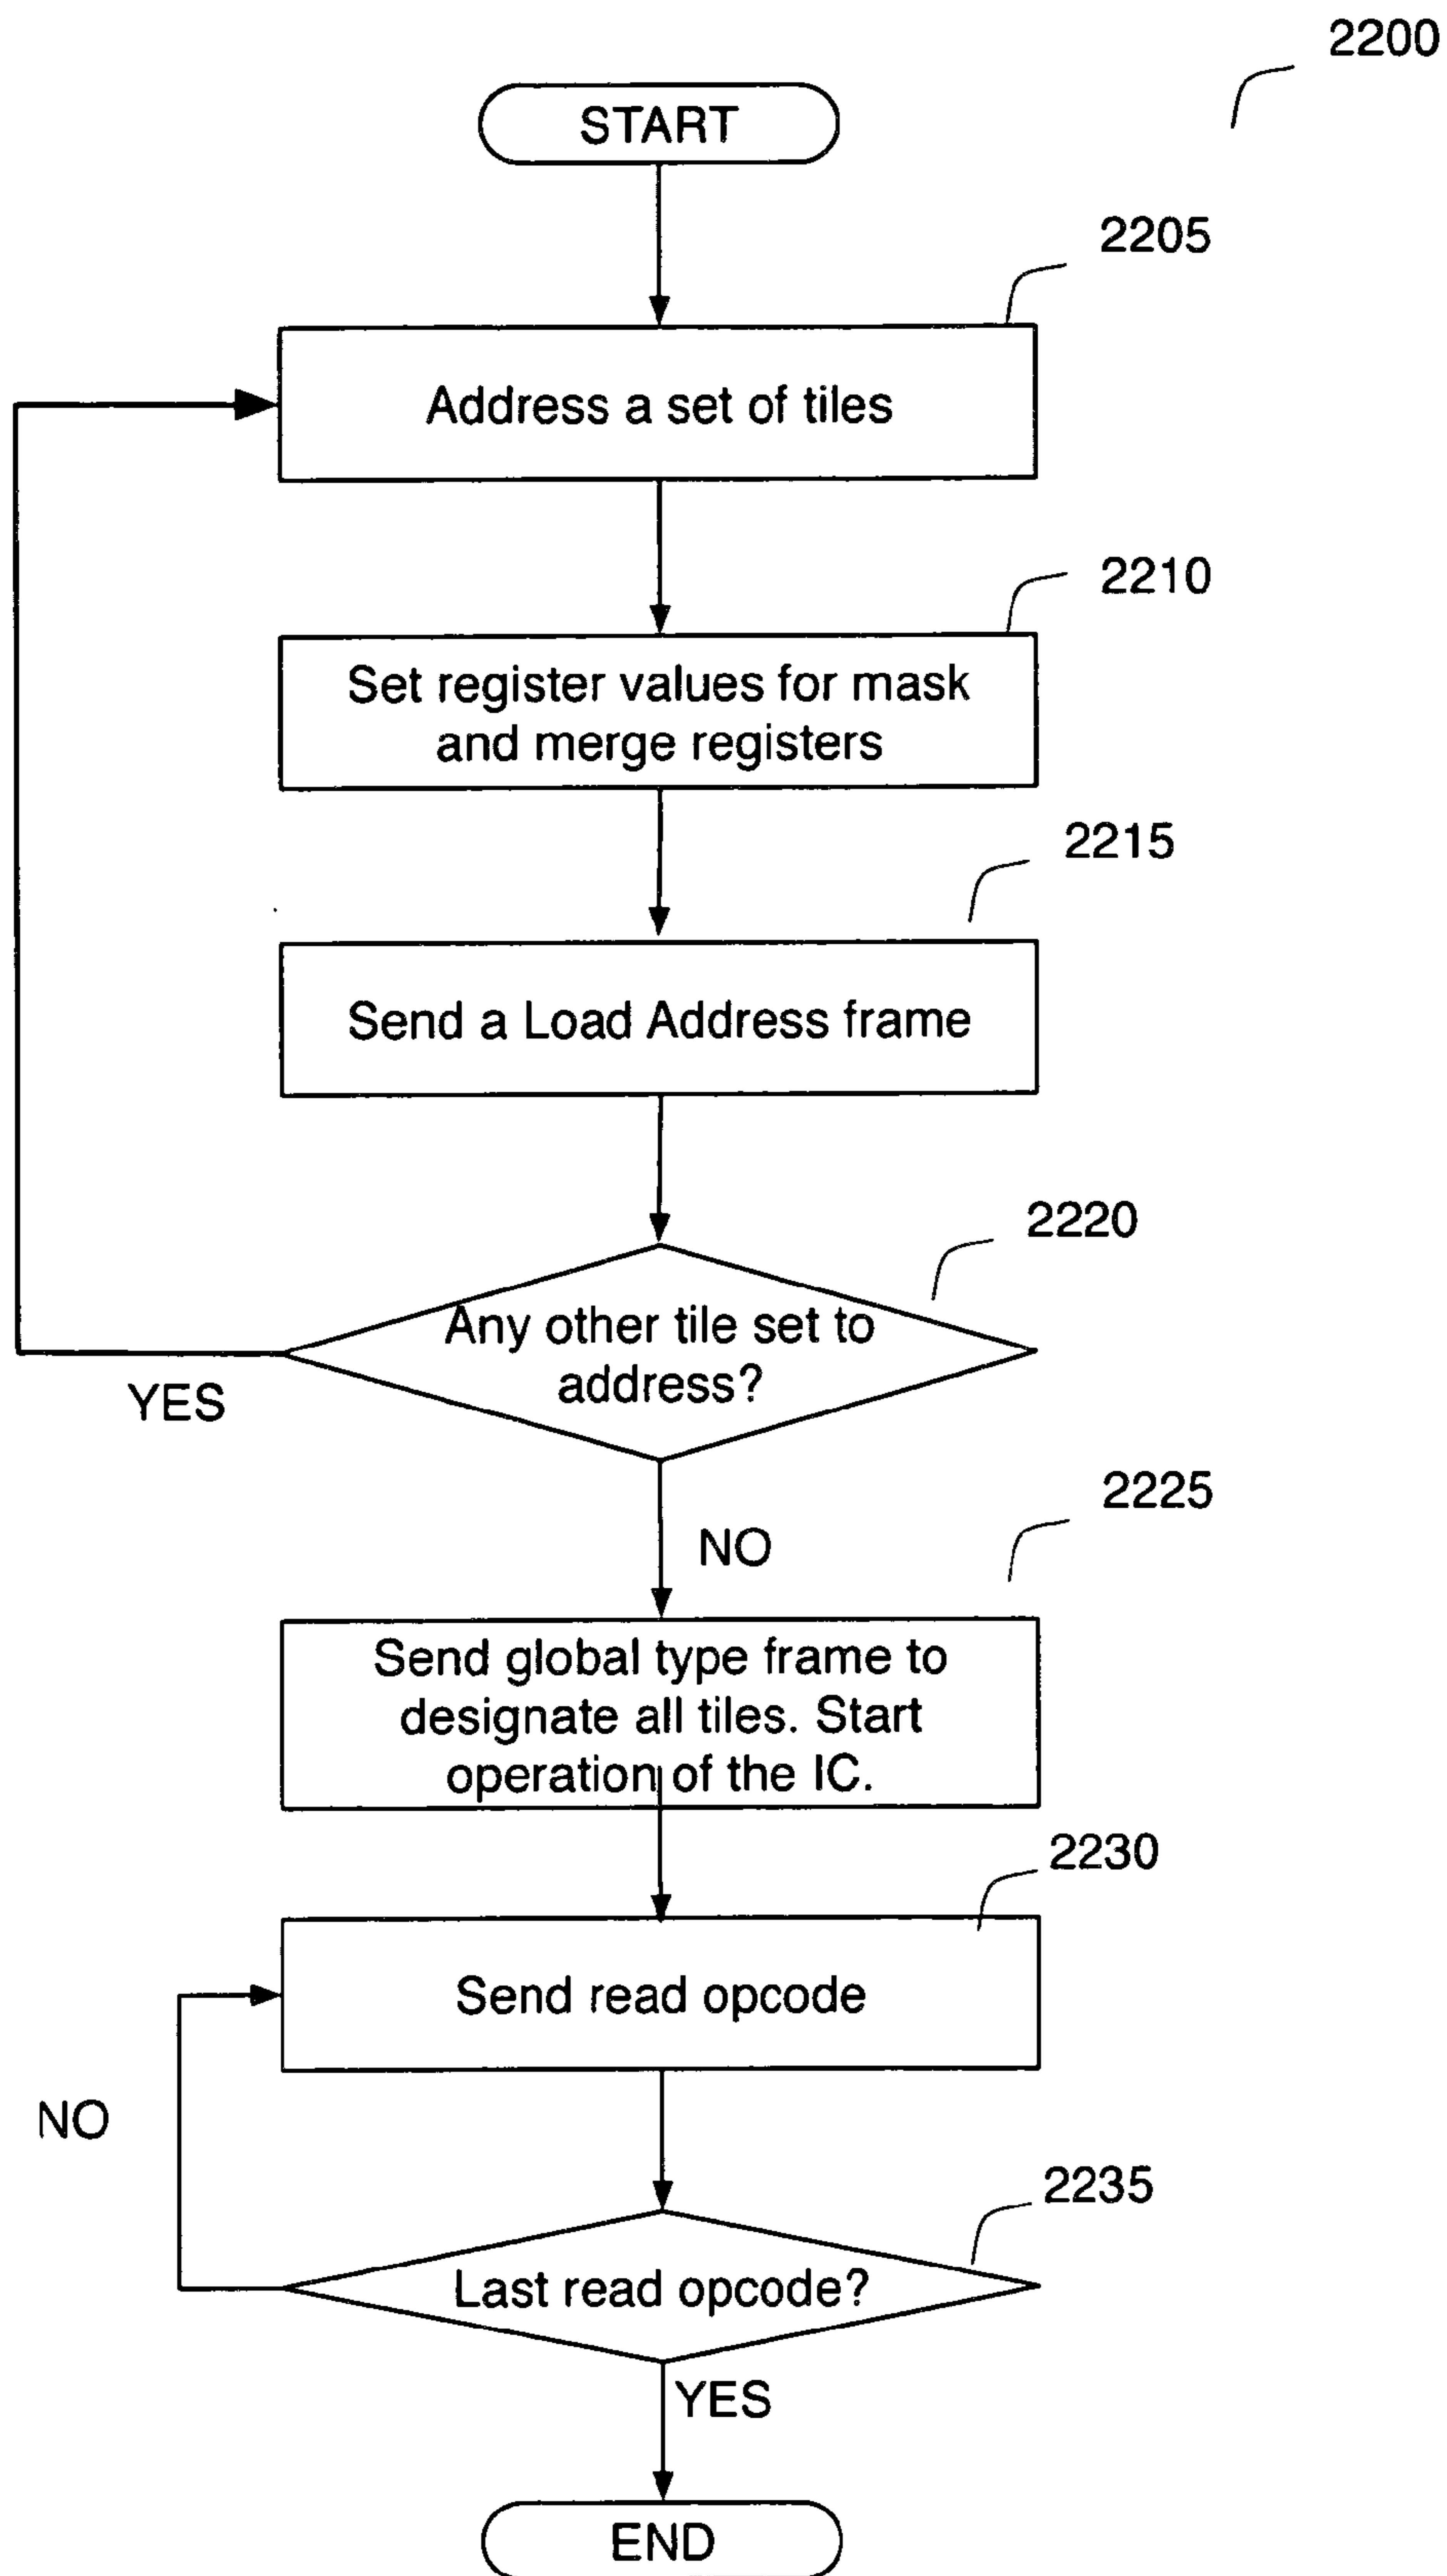 2200
START
2205
Address a set of tiles
2210
Set register values for mask
and merge registers
2215
Send a Load Address frame
2220
Any other tile set to
address?
YES
2225
NO
Send global type frame to
designate all tiles. Start
operation of the IC.
2230
Send read opcode
NO
2235
Last read opcode?
YES
END